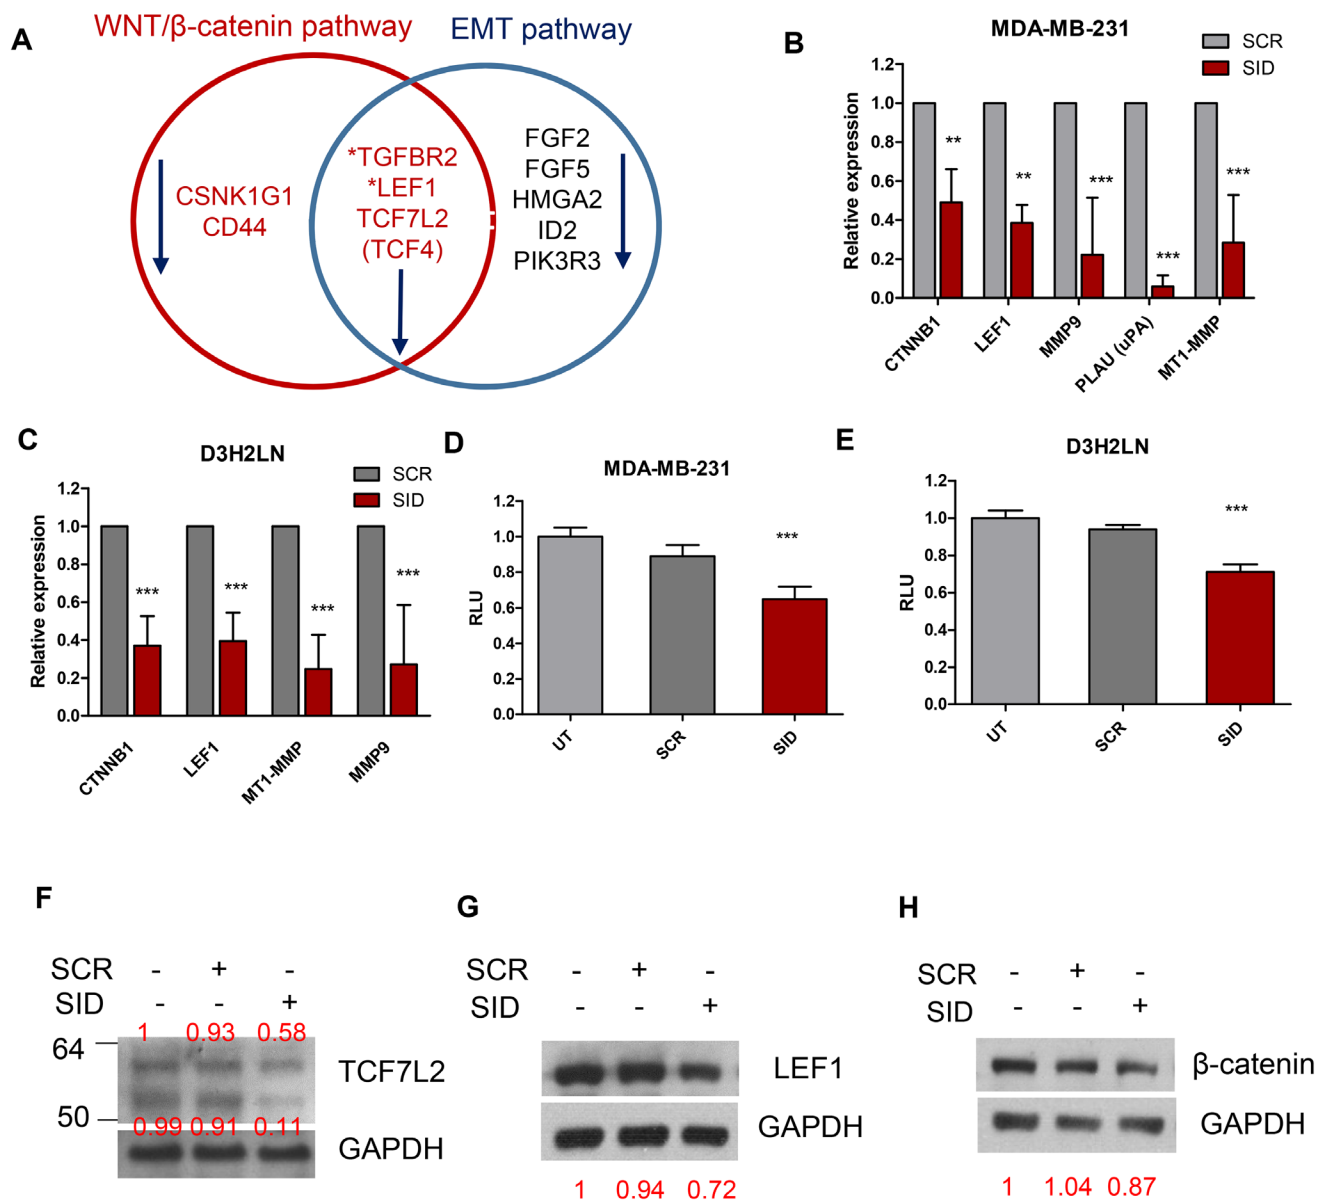 A
WNT/β-catenin pathway
EMT pathway
CSNK1G1
CD44
*TGFBR2
*LEF1
TCF7L2
(TCF4)
FGF2
FGF5
HMGA2
ID2
PIK3R3
B
MDA-MB-231
SCR
SID
Relative expression
1.2
1.0
0.8
0.6
0.4
0.2
0.0
**
**
***
***
***
CTNNB1
LEF1
MMP9
PLAU (uPA)
MT1-MMP
C
D3H2LN
SCR
SID
Relative expression
1.2
1.0
0.8
0.6
0.4
0.2
0.0
***
***
***
***
CTNNB1
LEF1
MT1-MMP
MMP9
D
MDA-MB-231
RLU
1.2
1.0
0.8
0.6
0.4
0.2
0.0
***
UT
SCR
SID
E
D3H2LN
RLU
1.2
1.0
0.8
0.6
0.4
0.2
0.0
***
UT
SCR
SID
F
SCR - + -
SID - - +
1 0.93 0.58
64
TCF7L2
50
0.99 0.91 0.11
GAPDH
G
SCR - + -
SID - - +
LEF1
GAPDH
1 0.94 0.72
H
SCR - + -
SID - - +
β-catenin
GAPDH
1 1.04 0.87